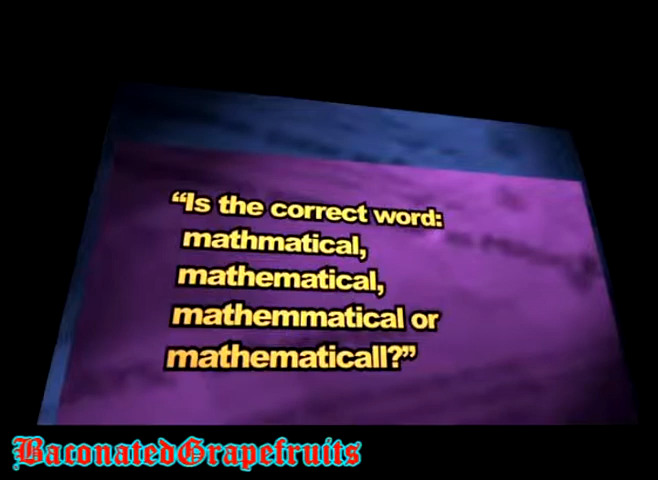 “Is the correct word:
mathmatical,
mathematical,
mathemmatical or
mathematicall?”
BaconatedGrapefruits